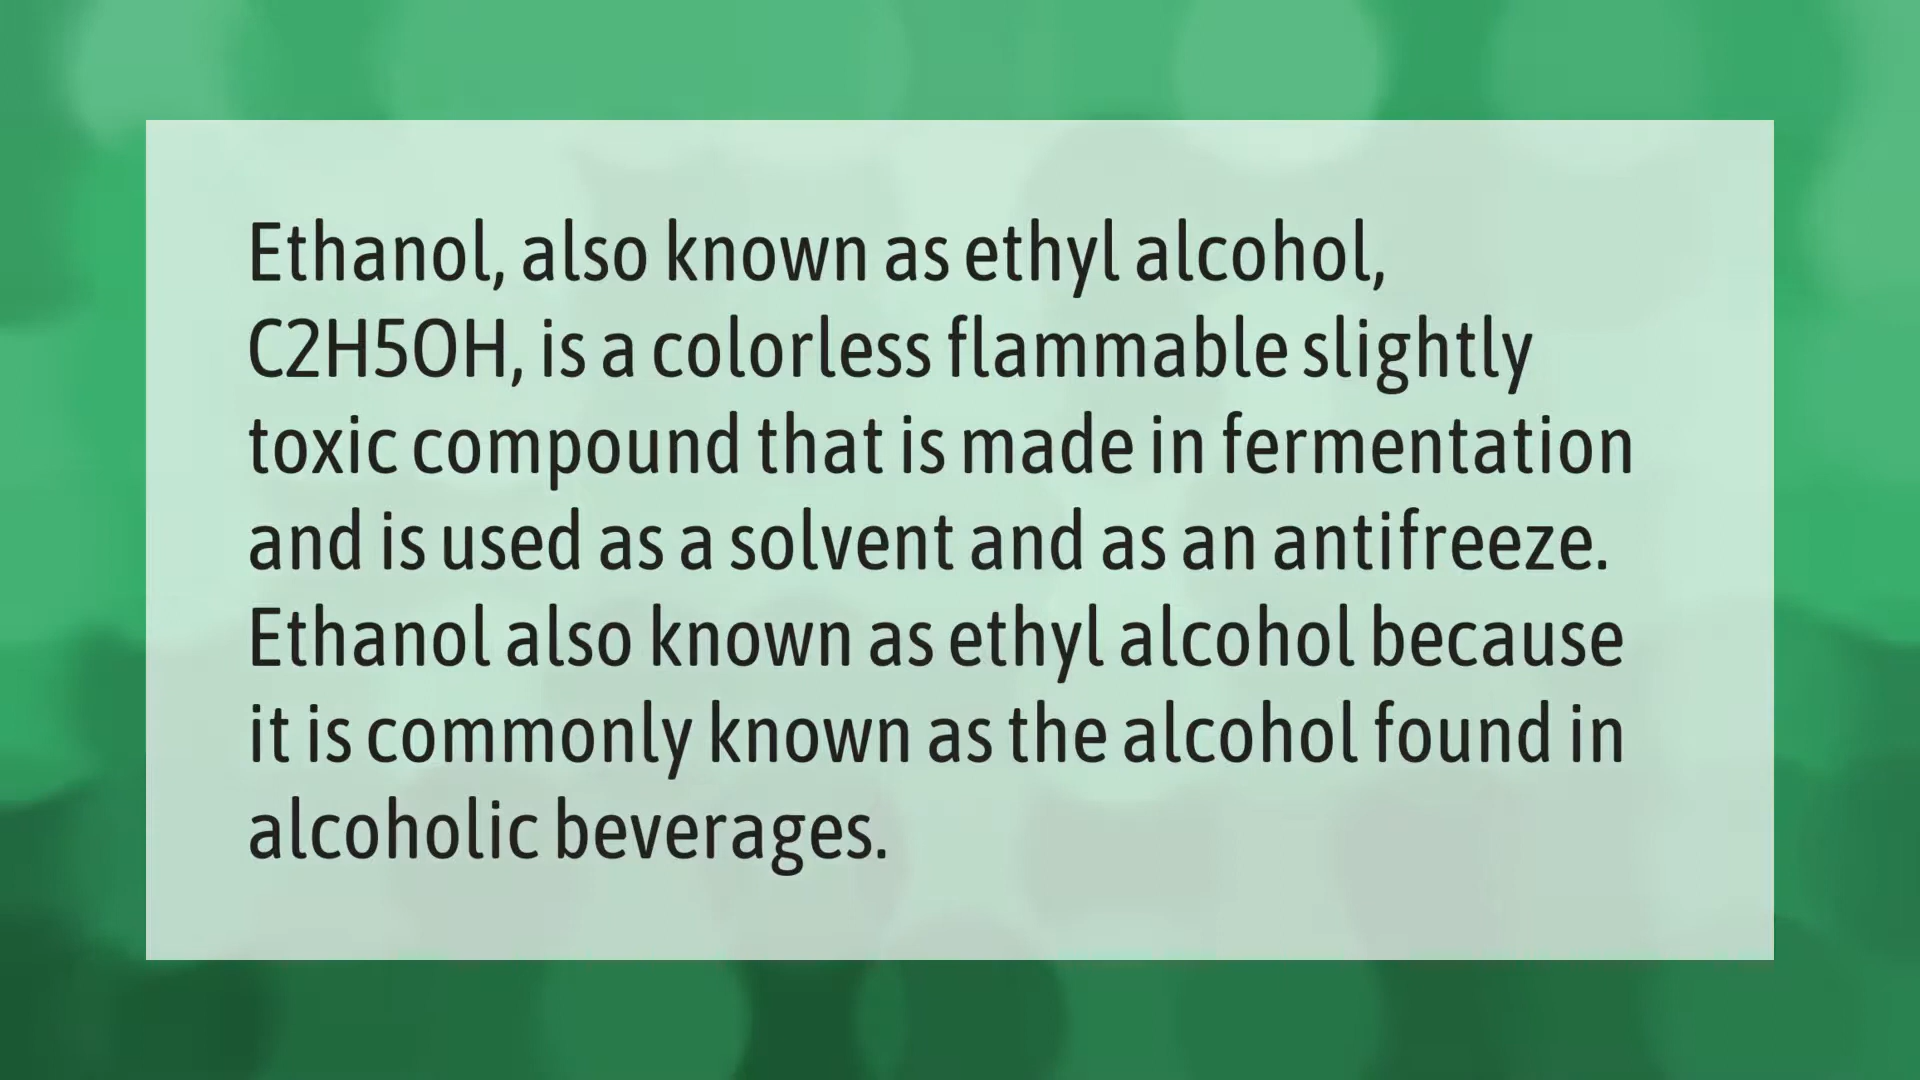 Ethanol, also known as ethyl alcohol,
C2H5OH, is a colorless flammable slightly
toxic compound that is made in fermentation
and is used as a solvent and as an antifreeze.
Ethanol also known as ethyl alcohol because
it is commonly known as the alcohol found in
alcoholic beverages.